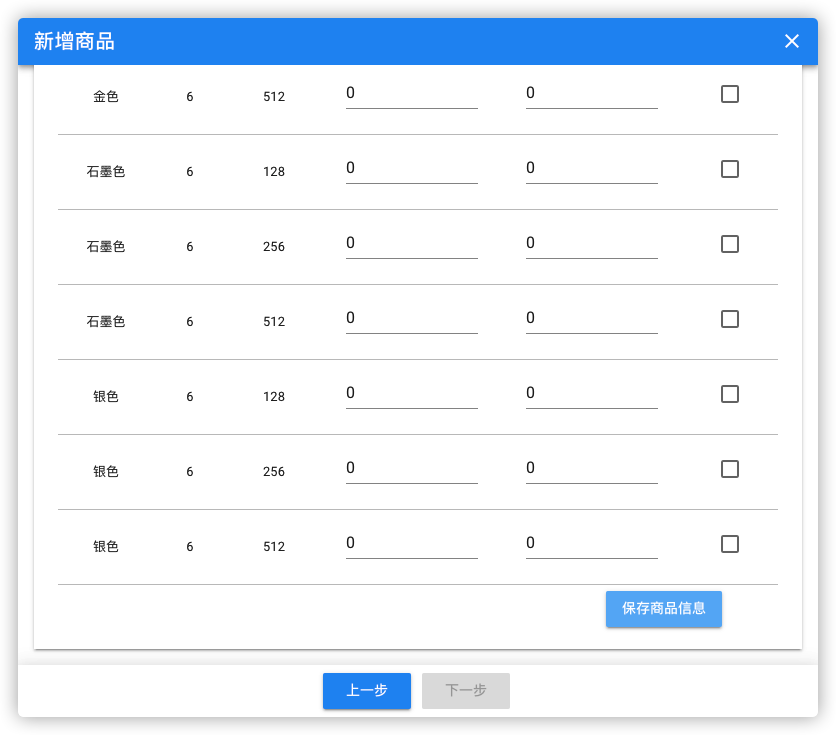 新增商品
金色 6 512 0 0
石墨色 6 128 0 0
石墨色 6 256 0 0
石墨色 6 512 0 0
银色 6 128 0 0
银色 6 256 0 0
银色 6 512 0 0
保存商品信息
上一步 下一步